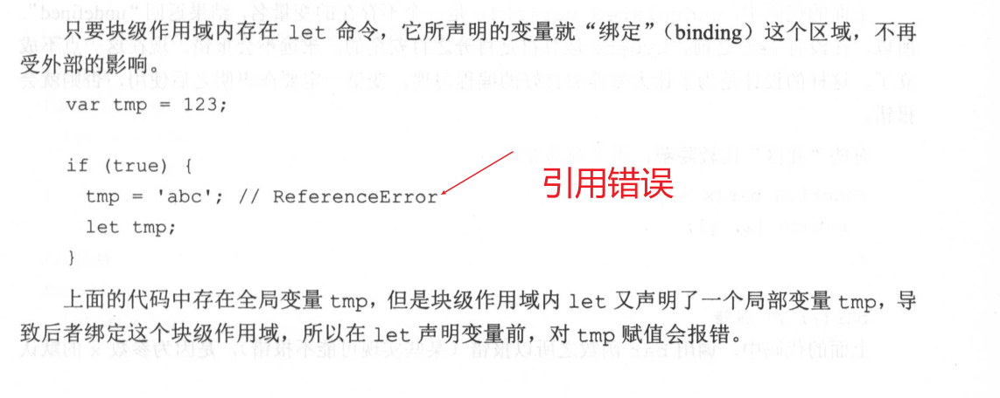 只要块级作用域内存在 let 命令，它所声明的变量就“绑定”（binding）这个区域，不再
受外部的影响。
var tmp = 123;
if (true) {
tmp = 'abc'; // ReferenceError
引用错误
let tmp;
}
上面的代码中存在全局变量 tmp，但是块级作用域内 let 又声明了一个局部变量 tmp，导
致后者绑定这个块级作用域，所以在 let 声明变量前，对 tmp 赋值会报错。